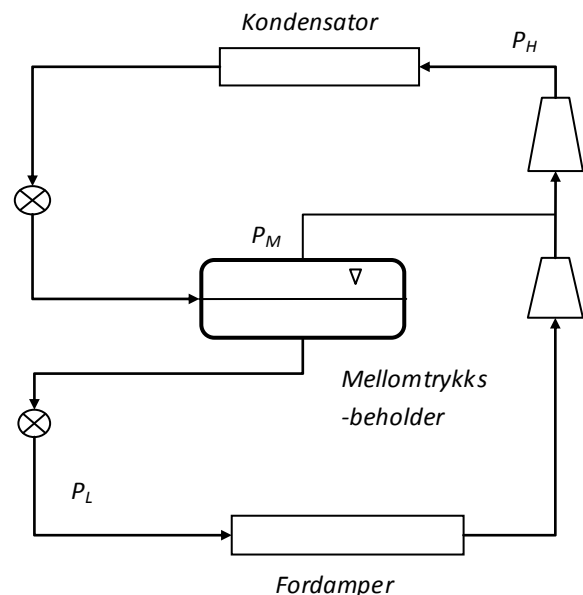 Kondensator
P_H
P_M
Mellomtrykks
-beholder
P_L
Fordamper